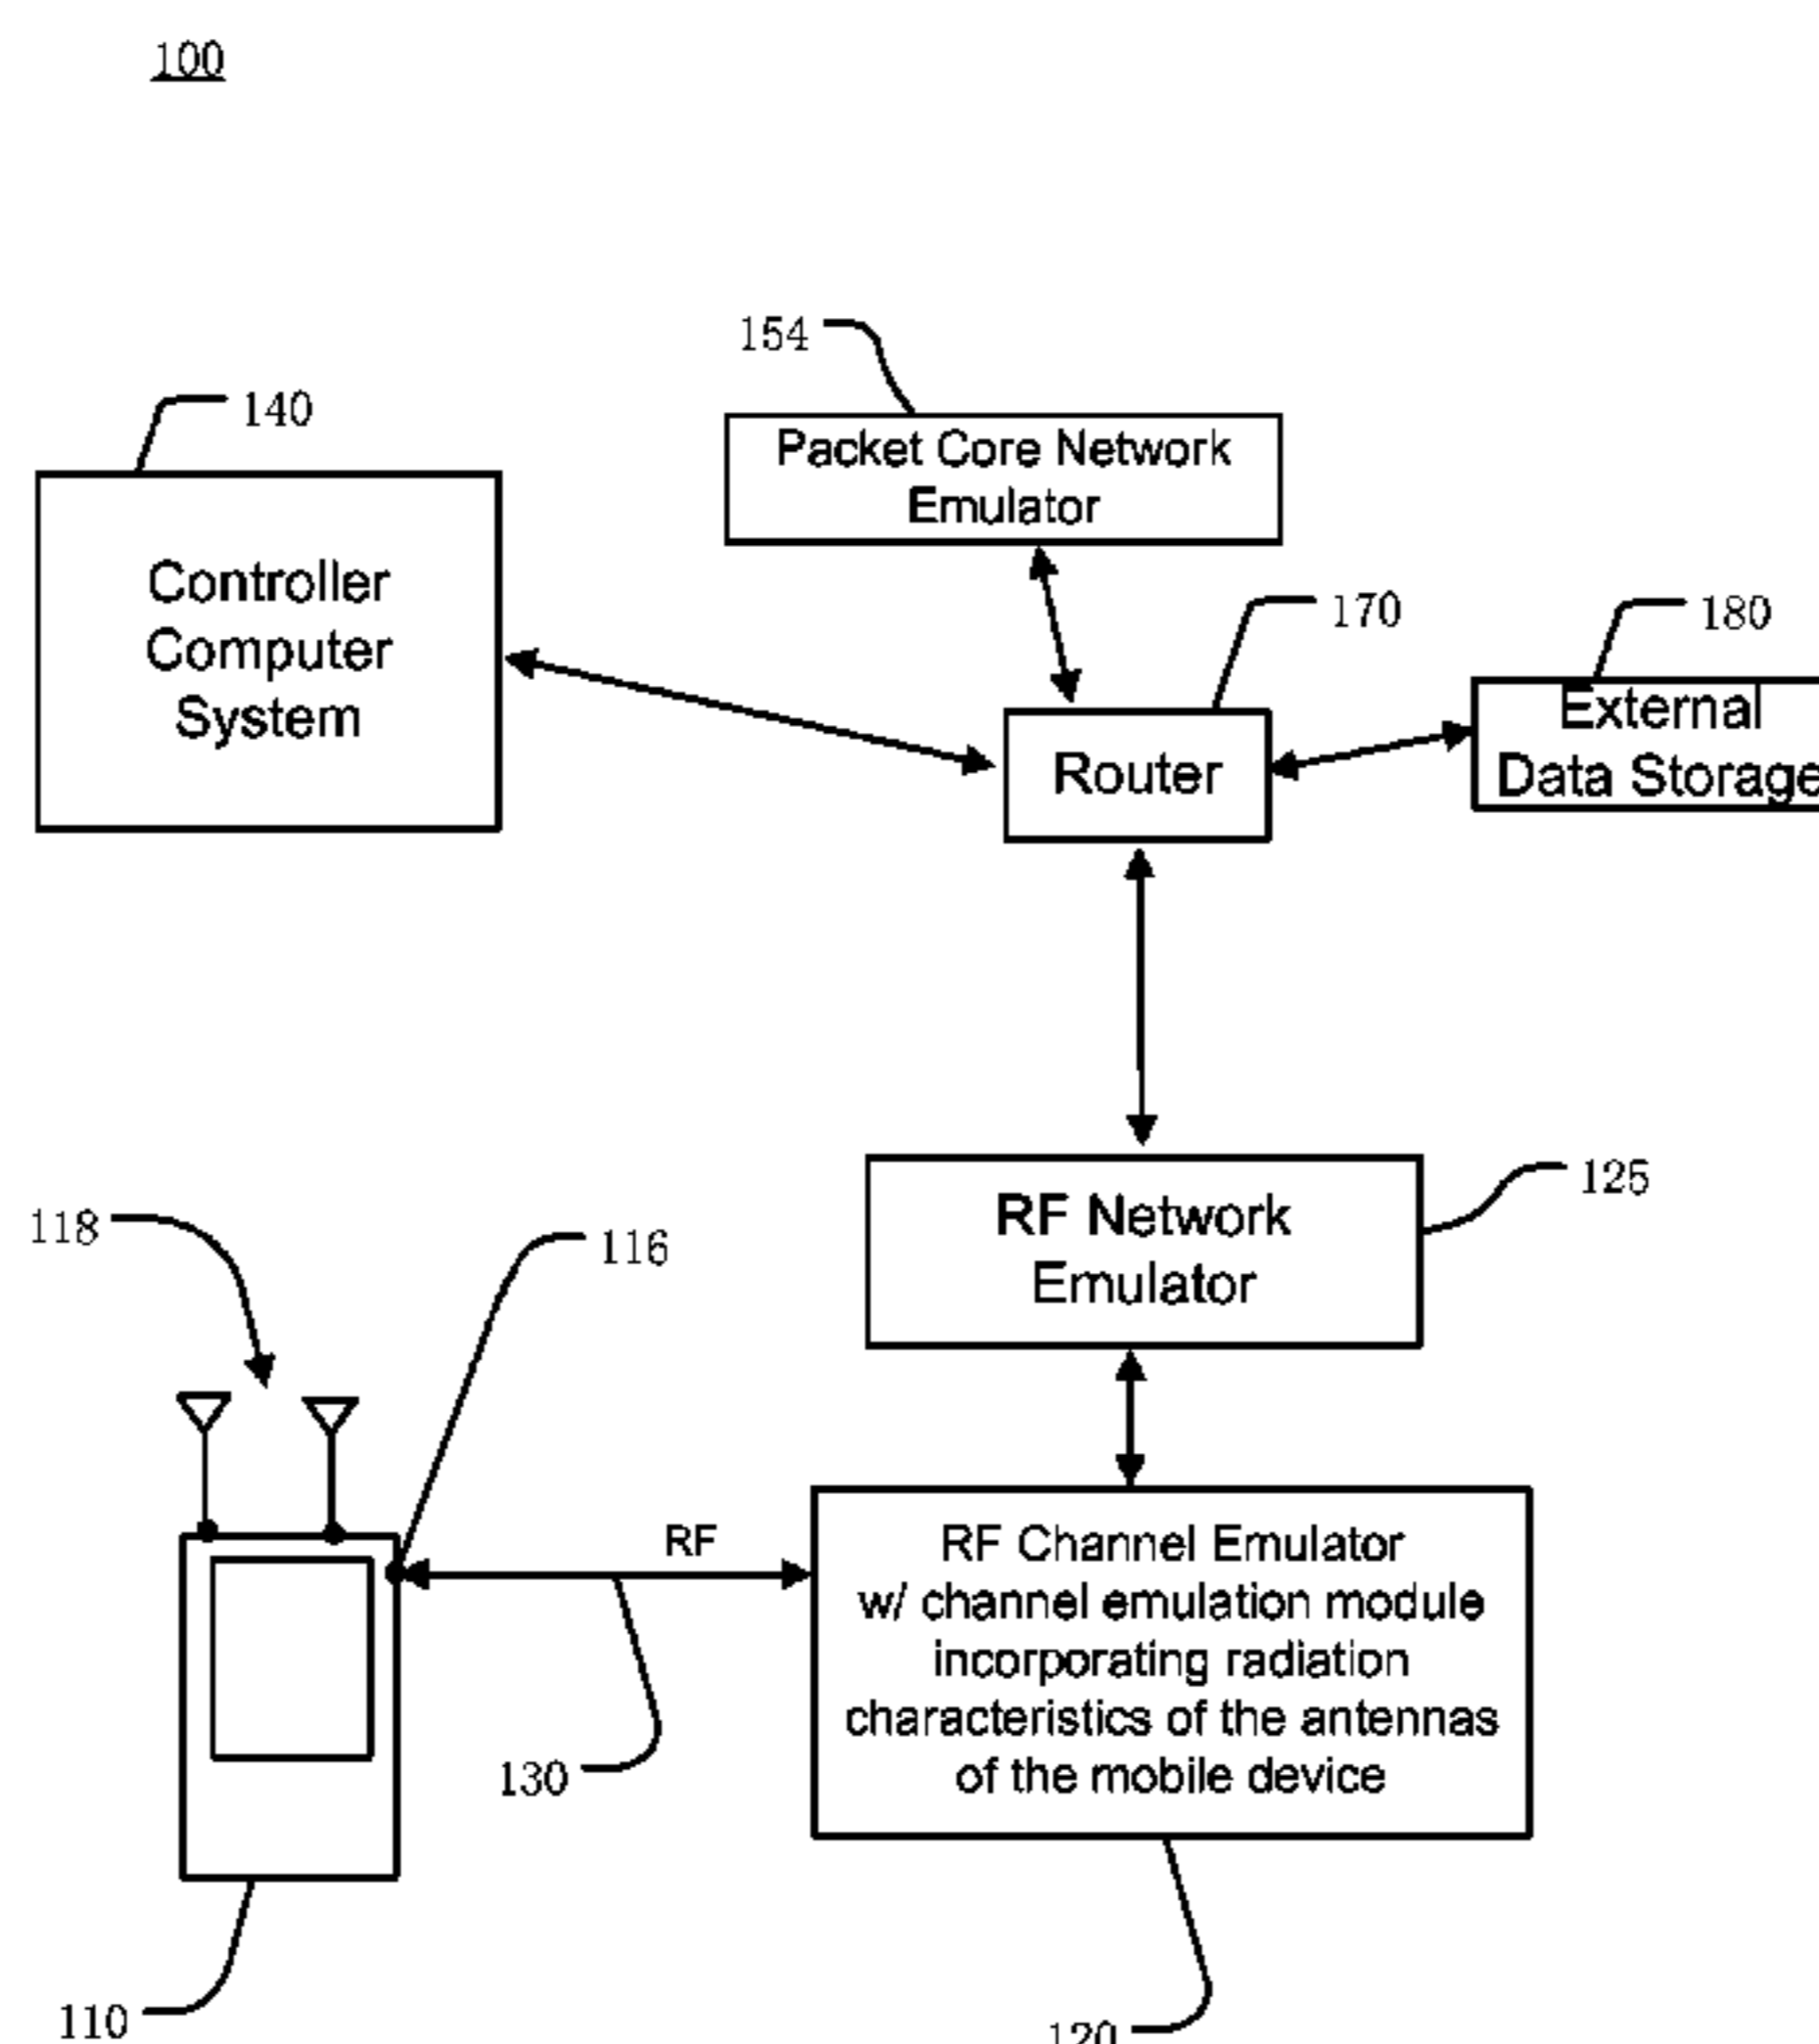 100
154
140
Packet Core Network
Emulator
Controller
Computer
System
170
180
External
Data Storage
Router
125
118
116
RF Network
Emulator
RF
RF Channel Emulator
w/ channel emulation module
incorporating radiation
characteristics of the antennas
of the mobile device
130
110
120